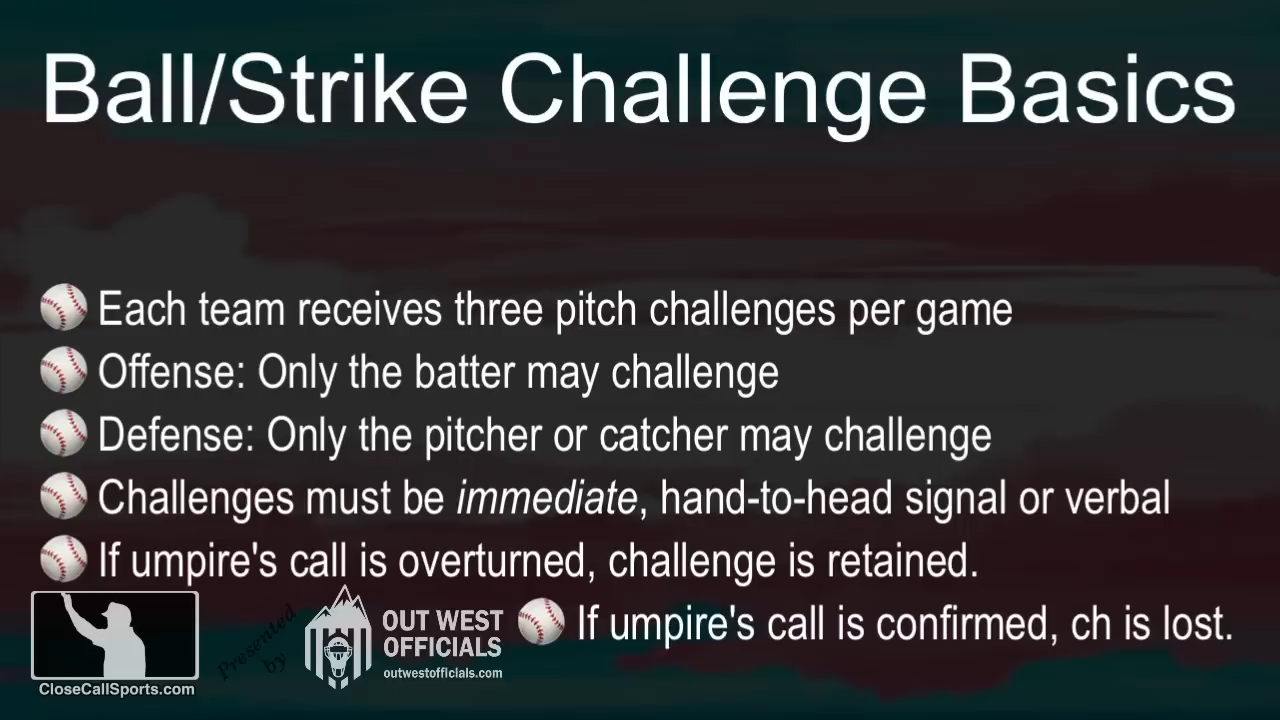 Ball/Strike Challenge Basics
Each team receives three pitch challenges per game
Offense: Only the batter may challenge
Defense: Only the pitcher or catcher may challenge
Challenges must be immediate, hand-to-head signal or verbal
If umpire's call is overturned, challenge is retained.
If umpire's call is confirmed, ch is lost.
CloseCallSports.com
Presented
by
OUT WEST
OFFICIALS
outwestofficials.com